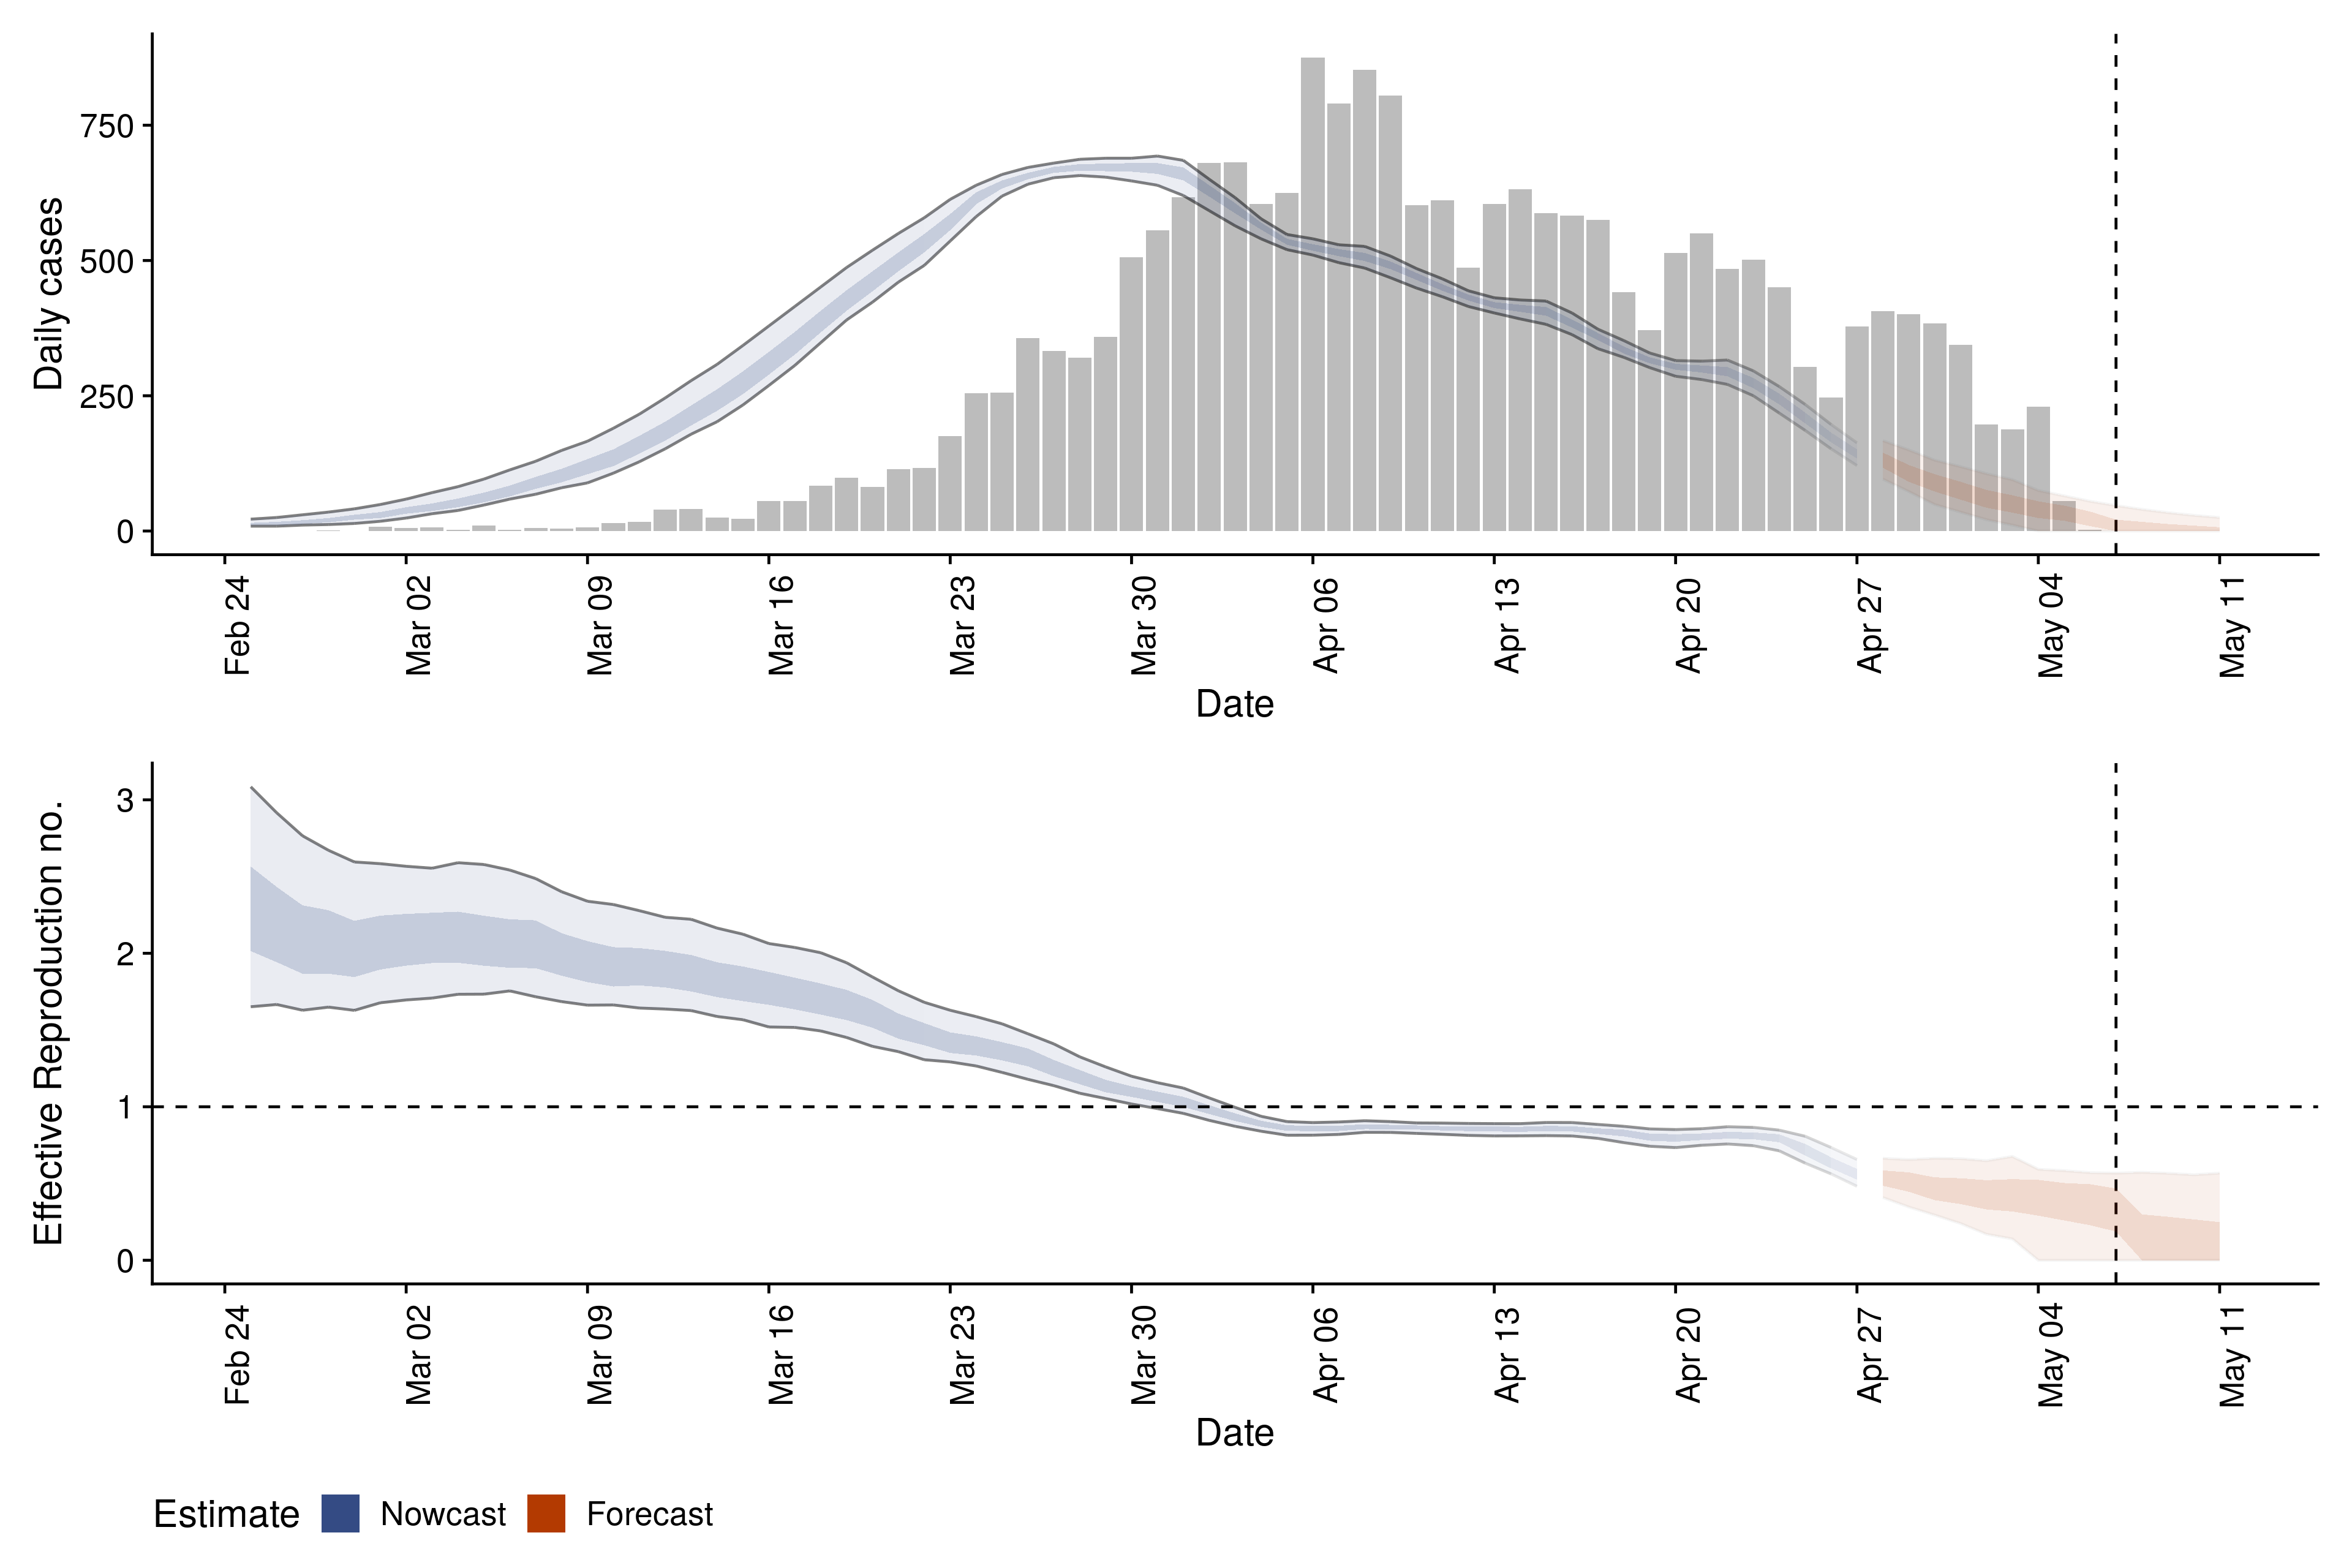 Daily cases
750
500
250
0
Feb 24
Mar 02
Mar 09
Mar 16
Mar 23
Mar 30
Apr 06
Apr 13
Apr 20
Apr 27
May 04
May 11
Date
Effective Reproduction no.
3
2
1
0
Feb 24
Mar 02
Mar 09
Mar 16
Mar 23
Mar 30
Apr 06
Apr 13
Apr 20
Apr 27
May 04
May 11
Date
Estimate Nowcast Forecast